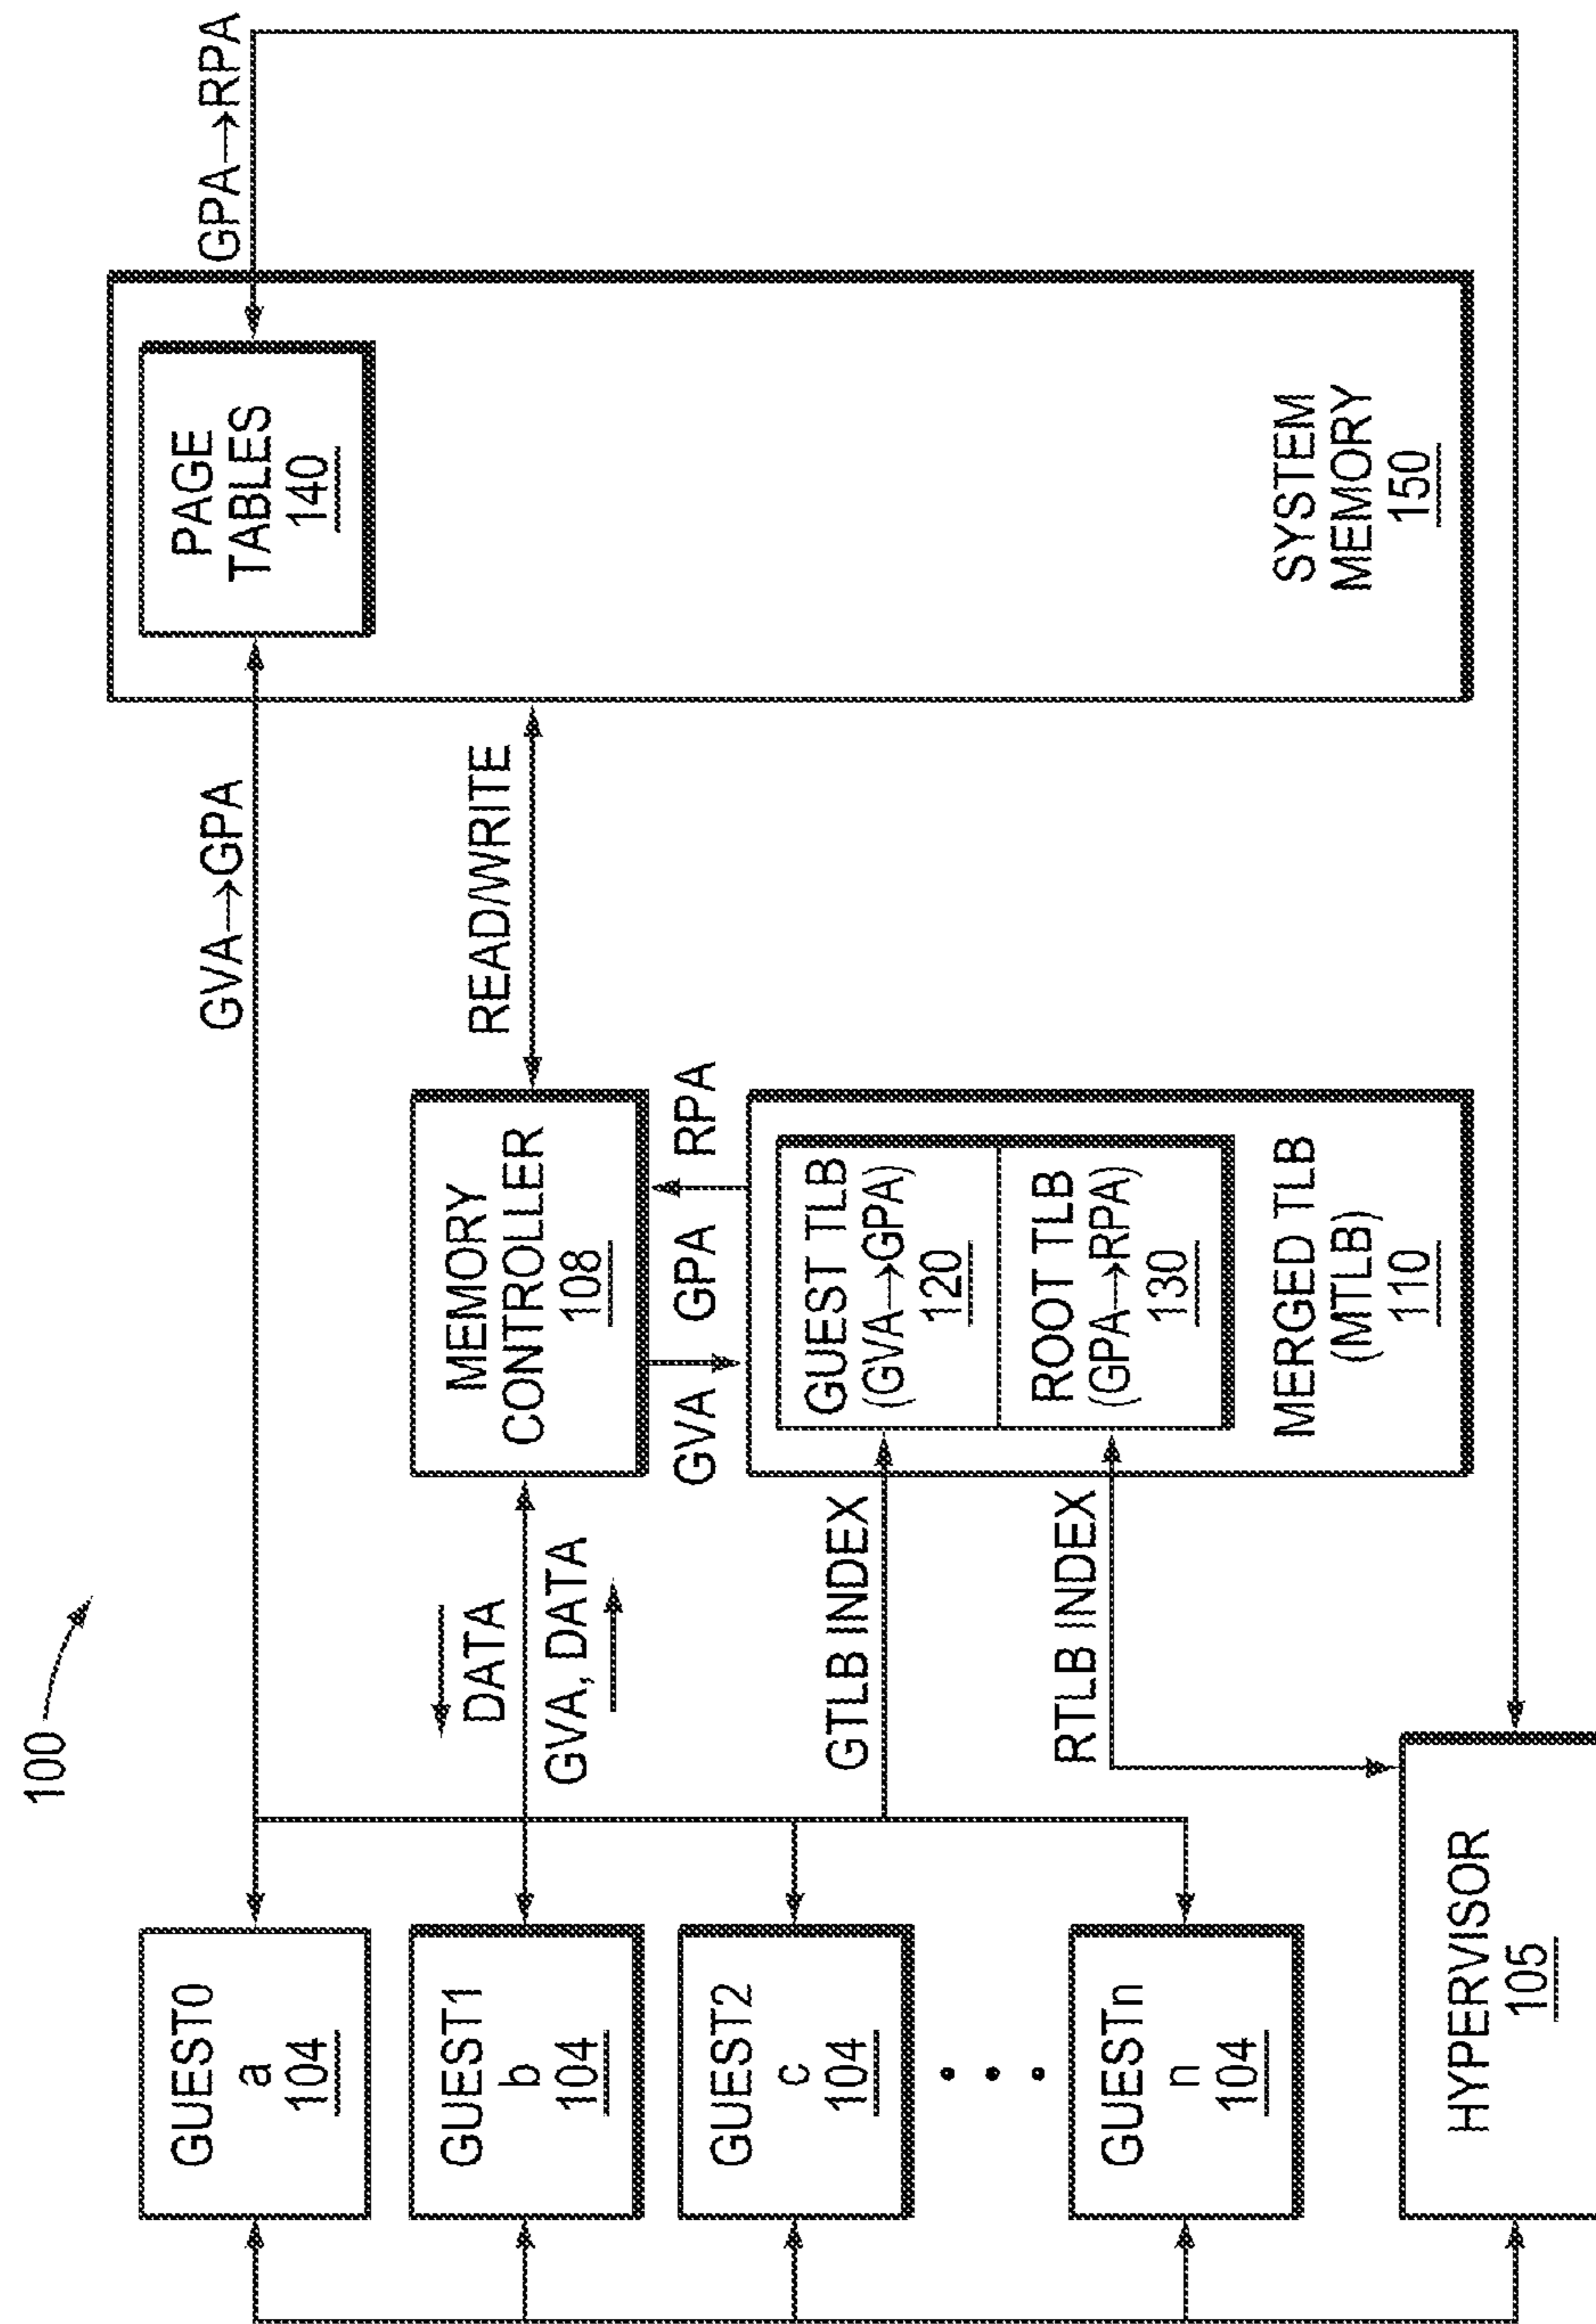 100
GUEST0
a
104
GUEST1
b
104
GUEST2
c
104
• • •
GUESTn
n
104
HYPERVISOR
105
DATA
GVA, DATA
GTLB INDEX
RTLB INDEX
MEMORY
CONTROLLER
108
GVA GPA RPA
GUEST TLB
(GVA→GPA)
120
ROOT TLB
(GPA→RPA)
130
MERGED TLB
(MTLB)
110
GVA→GPA
READ/WRITE
PAGE
TABLES
140
SYSTEM
MEMORY
150
GPA→RPA